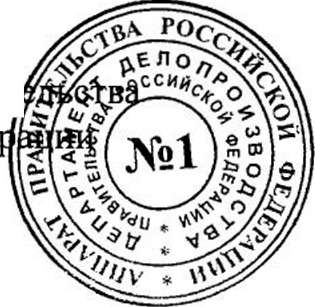 АППАРАТ ПРАВИТЕЛЬСТВА РОССИЙСКОЙ ФЕДЕРАЦИИ *
ДЕПАРТАМЕНТ ДЕЛОПРОИЗВОДСТВА *
ПРАВИТЕЛЬСТВА РОССИЙСКОЙ ФЕДЕРАЦИИ *
№1